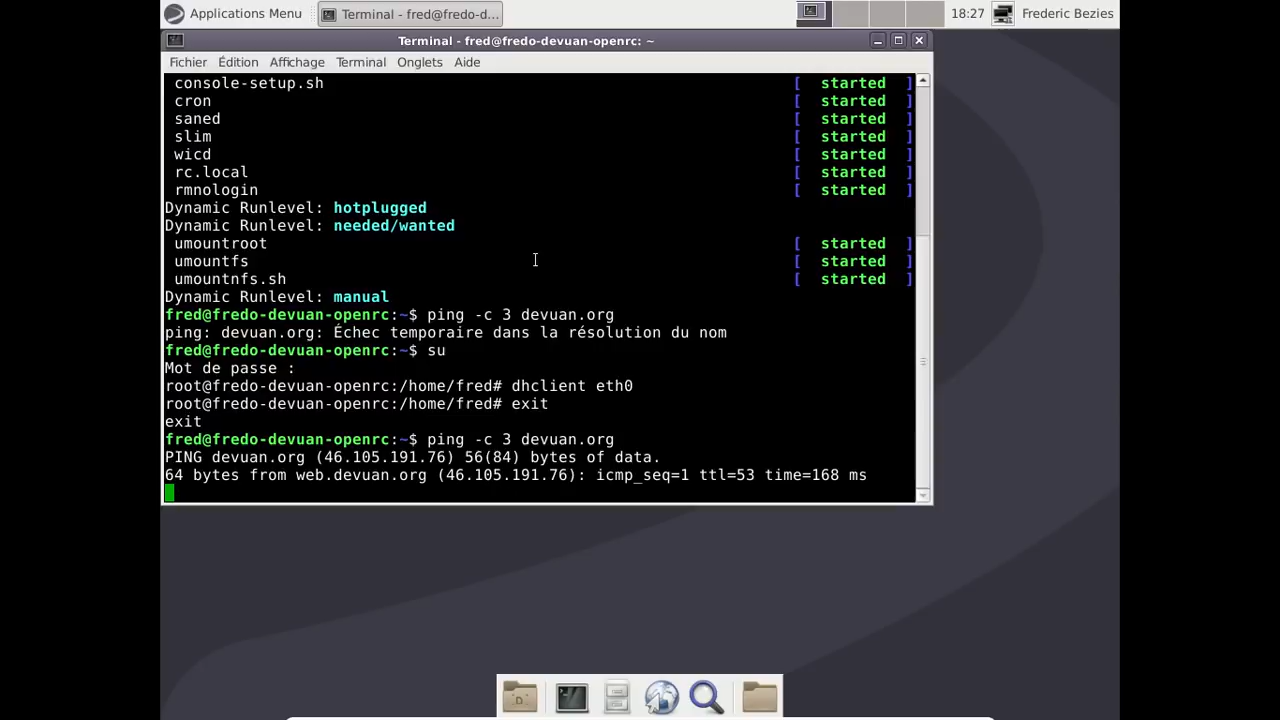 Applications Menu
Terminal - fred@fredo-d...
18:27
Frederic Bezies
Terminal - fred@fredo-devuan-openrc: ~
Fichier Édition Affichage Terminal Onglets Aide
console-setup.sh [ started ]
cron [ started ]
saned [ started ]
slim [ started ]
wicd [ started ]
rc.local [ started ]
rmnologin [ started ]
Dynamic Runlevel: hotplugged
Dynamic Runlevel: needed/wanted
umountroot [ started ]
umountfs [ started ]
umountnfs.sh [ started ]
Dynamic Runlevel: manual
fred@fredo-devuan-openrc:~$ ping -c 3 devuan.org
ping: devuan.org: Échec temporaire dans la résolution du nom
fred@fredo-devuan-openrc:~$ su
Mot de passe :
root@fredo-devuan-openrc:/home/fred# dhclient eth0
root@fredo-devuan-openrc:/home/fred# exit
exit
fred@fredo-devuan-openrc:~$ ping -c 3 devuan.org
PING devuan.org (46.105.191.76) 56(84) bytes of data.
64 bytes from web.devuan.org (46.105.191.76): icmp_seq=1 ttl=53 time=168 ms